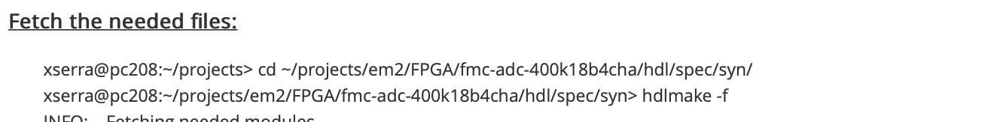 Fetch the needed files:
xserra@pc208:~/projects> cd ~/projects/em2/FPGA/fmc-adc-400k18b4cha/hdl/spec/syn/
xserra@pc208:~/projects/em2/FPGA/fmc-adc-400k18b4cha/hdl/spec/syn> hdlmake -f
INFO: Fetching needed modules